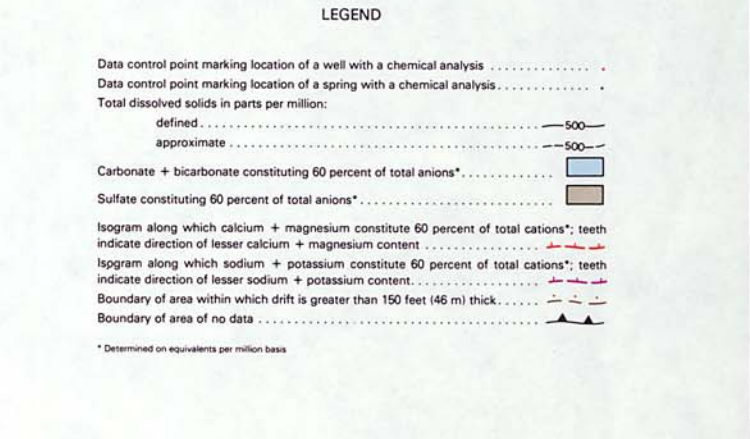 LEGEND
Data control point marking location of a well with a chemical analysis ..............
Data control point marking location of a spring with a chemical analysis.............
Total dissolved solids in parts per million:
defined............................................. —500—
approximate ......................................... ——500——
Carbonate + bicarbonate constituting 60 percent of total anions*..............
Sulfate constituting 60 percent of total anions* .............................
Isogram along which calcium + magnesium constitute 60 percent of total cations*; teeth
indicate direction of lesser calcium + magnesium content ..................
Isogram along which sodium + potassium constitute 60 percent of total cations*; teeth
indicate direction of lesser sodium + potassium content.....................
Boundary of area within which drift is greater than 150 feet (46 m) thick......
Boundary of area of no data ..........................................
* Determined on equivalents per million basis